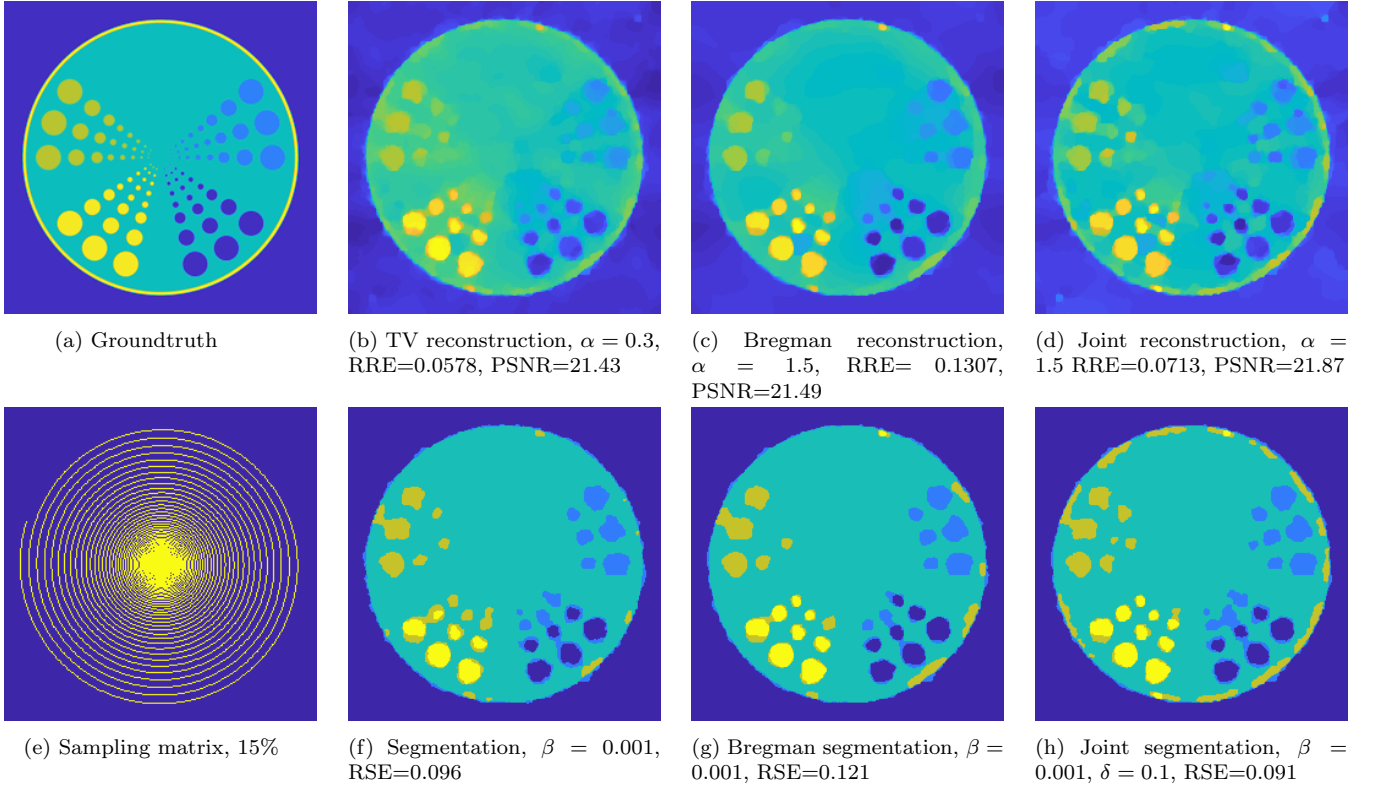 (a) Groundtruth
(b) TV reconstruction, α = 0.3,
RRE=0.0578, PSNR=21.43
(c) Bregman reconstruction,
α = 1.5, RRE= 0.1307,
PSNR=21.49
(d) Joint reconstruction, α =
1.5 RRE=0.0713, PSNR=21.87
(e) Sampling matrix, 15%
(f) Segmentation, β = 0.001,
RSE=0.096
(g) Bregman segmentation, β =
0.001, RSE=0.121
(h) Joint segmentation, β =
0.001, δ = 0.1, RSE=0.091